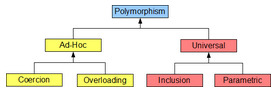 Polymorphism
Ad-Hoc Universal
Coercion Overloading Inclusion Parametric